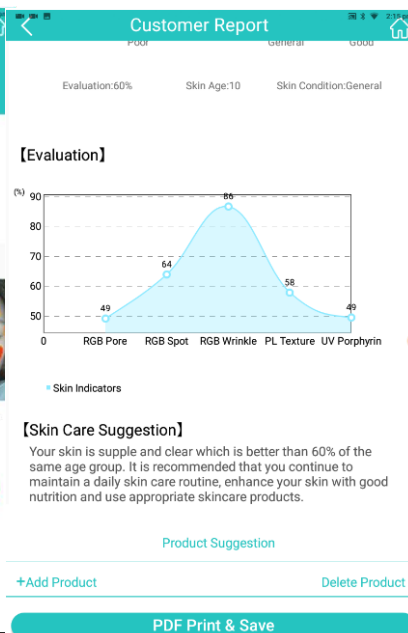 2:15
Customer Report
Poor General Good
Evaluation:60% Skin Age:10 Skin Condition:General
【Evaluation】
(%)
90
86
80
70
64
60
58
50
49
49
0 RGB Pore RGB Spot RGB Wrinkle PL Texture UV Porphyrin
Skin Indicators
【Skin Care Suggestion】
Your skin is supple and clear which is better than 60% of the
same age group. It is recommended that you continue to
maintain a daily skin care routine, enhance your skin with good
nutrition and use appropriate skincare products.
Product Suggestion
+Add Product Delete Product
PDF Print & Save